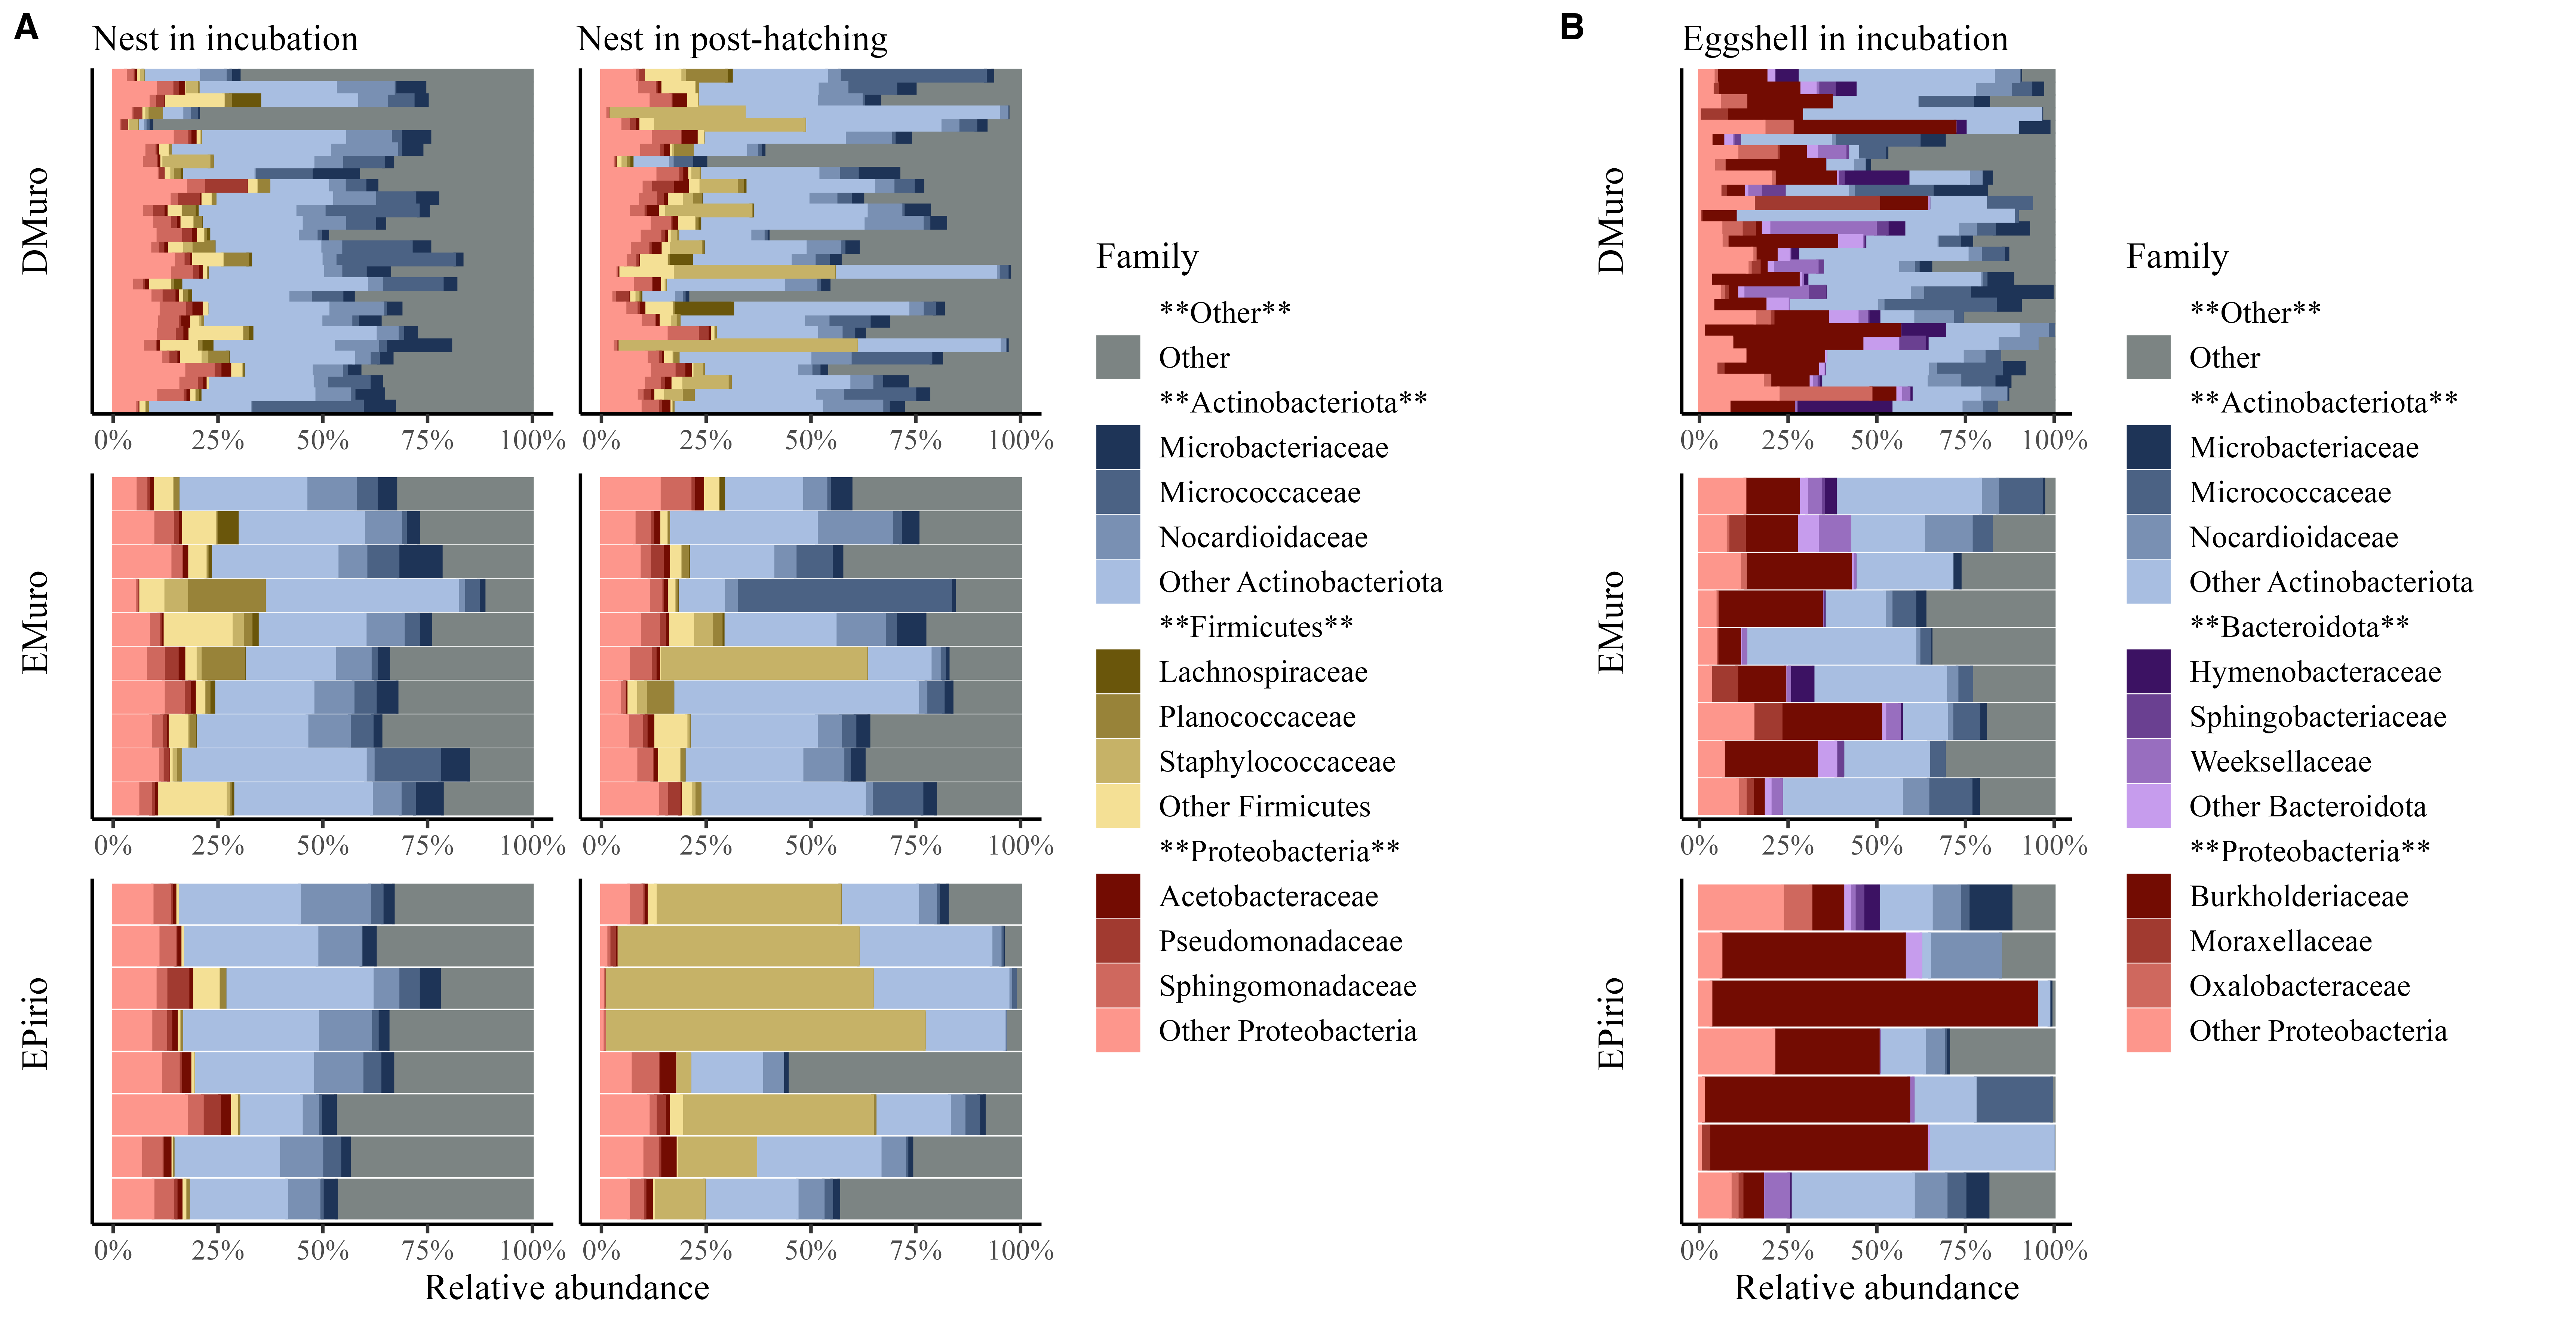 A
Nest in incubation
Nest in post-hatching
DMuro
0% 25% 50% 75% 100%
0% 25% 50% 75% 100%
EMuro
0% 25% 50% 75% 100%
0% 25% 50% 75% 100%
EPirio
0% 25% 50% 75% 100%
0% 25% 50% 75% 100%
Relative abundance
Family
**Other**
Other
**Actinobacteriota**
Microbacteriaceae
Micrococcaceae
Nocardioidaceae
Other Actinobacteriota
**Firmicutes**
Lachnospiraceae
Planococcaceae
Staphylococcaceae
Other Firmicutes
**Proteobacteria**
Acetobacteraceae
Pseudomonadaceae
Sphingomonadaceae
Other Proteobacteria
B
Eggshell in incubation
DMuro
0% 25% 50% 75% 100%
EMuro
0% 25% 50% 75% 100%
EPirio
0% 25% 50% 75% 100%
Relative abundance
Family
**Other**
Other
**Actinobacteriota**
Microbacteriaceae
Micrococcaceae
Nocardioidaceae
Other Actinobacteriota
**Bacteroidota**
Hymenobacteraceae
Sphingobacteriaceae
Weeksellaceae
Other Bacteroidota
**Proteobacteria**
Burkholderiaceae
Moraxellaceae
Oxalobacteraceae
Other Proteobacteria